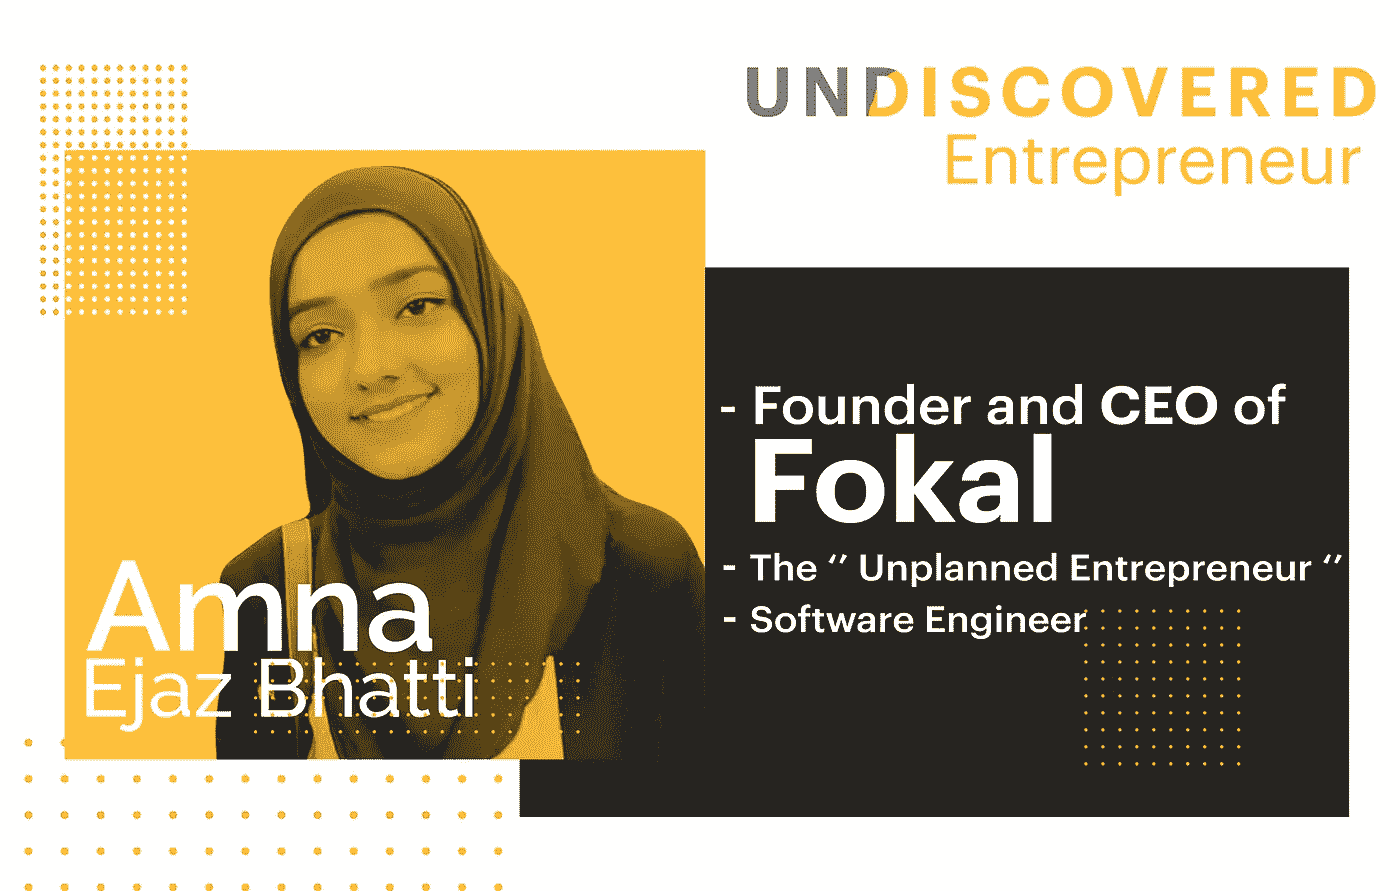 UNDISCOVERED
Entrepreneur
Amna
Ejaz Bhatti
- Founder and CEO of
Fokal
- The ‘’ Unplanned Entrepreneur ‘’
- Software Engineer